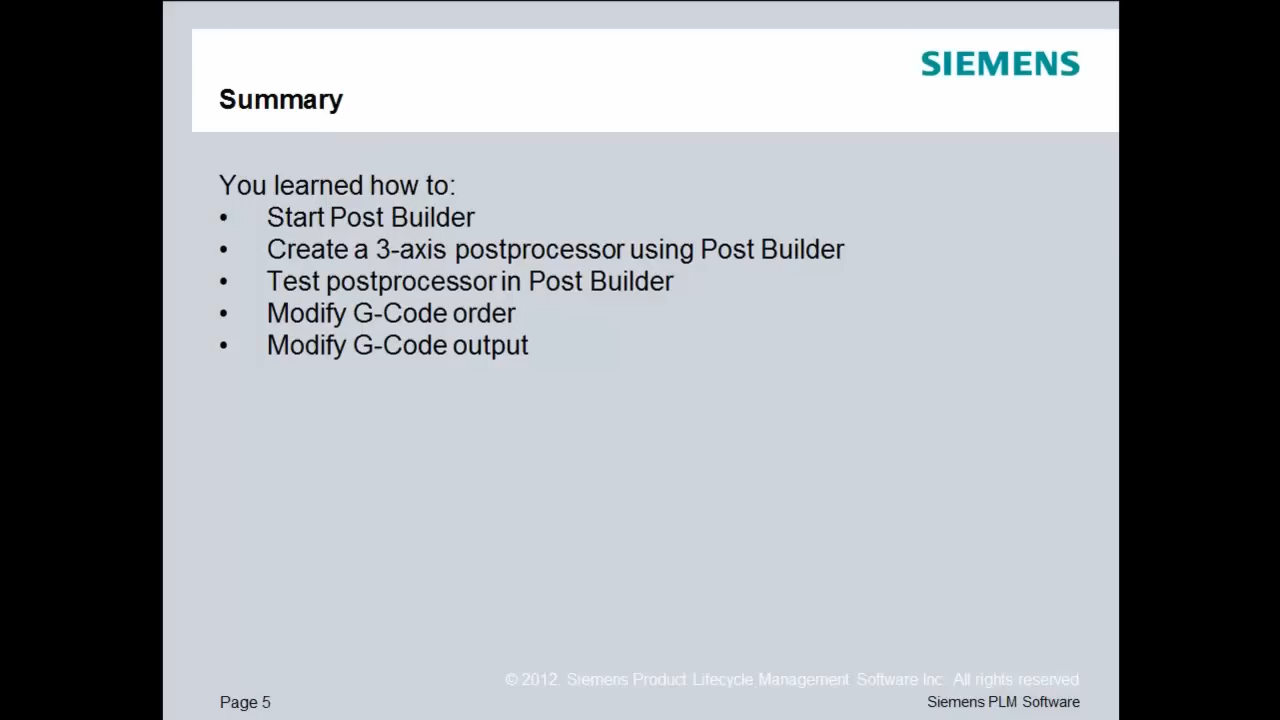 SIEMENS
Summary
You learned how to:
• Start Post Builder
• Create a 3-axis postprocessor using Post Builder
• Test postprocessor in Post Builder
• Modify G-Code order
• Modify G-Code output
© 2012. Siemens Product Lifecycle Management Software Inc. All rights reserved
Page 5
Siemens PLM Software